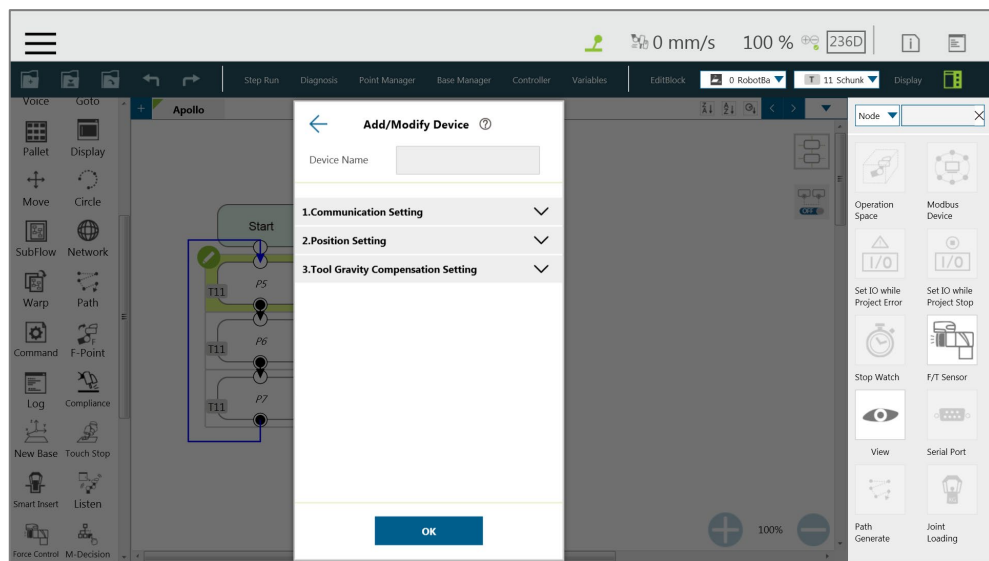 0 mm/s 100 % 236D
Step Run Diagnosis Point Manager Base Manager Controller Variables EditBlock 0 RobotBa T 11 Schunk Display
Voice Goto
Pallet Display
Move Circle
SubFlow Network
Warp Path
Command F-Point
Log Compliance
New Base Touch Stop
Smart Insert Listen
Force Control M-Decision
+ Apollo
Start
T11 P5
T11 P6
T11 P7
Add/Modify Device ?
Device Name
1.Communication Setting
2.Position Setting
3.Tool Gravity Compensation Setting
OK
OFF
100%
Node
Operation Space
Modbus Device
I/O
I/O
Set IO while Project Error
Set IO while Project Stop
Stop Watch
F/T Sensor
View
Serial Port
Path Generate
Joint Loading